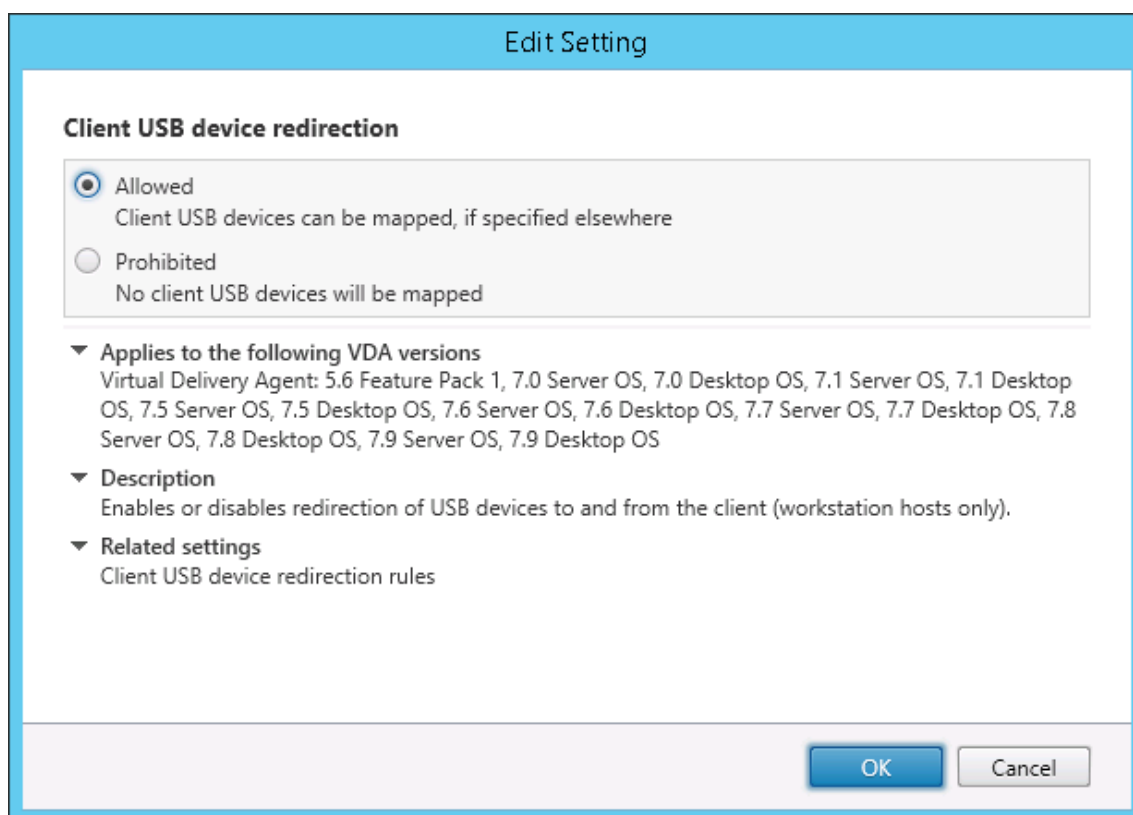 Edit Setting
Client USB device redirection
Allowed
Client USB devices can be mapped, if specified elsewhere
Prohibited
No client USB devices will be mapped
Applies to the following VDA versions
Virtual Delivery Agent: 5.6 Feature Pack 1, 7.0 Server OS, 7.0 Desktop OS, 7.1 Server OS, 7.1 Desktop
OS, 7.5 Server OS, 7.5 Desktop OS, 7.6 Server OS, 7.6 Desktop OS, 7.7 Server OS, 7.7 Desktop OS, 7.8
Server OS, 7.8 Desktop OS, 7.9 Server OS, 7.9 Desktop OS
Description
Enables or disables redirection of USB devices to and from the client (workstation hosts only).
Related settings
Client USB device redirection rules
OK Cancel